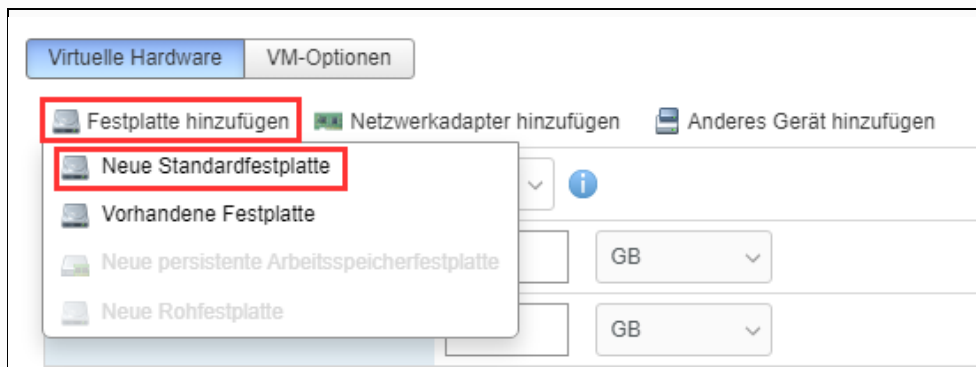 Virtuelle Hardware VM-Optionen
Festplatte hinzufügen Netzwerkadapter hinzufügen Anderes Gerät hinzufügen
Neue Standardfestplatte
Vorhandene Festplatte
Neue persistente Arbeitsspeicherfestplatte GB
Neue Rohfestplatte GB